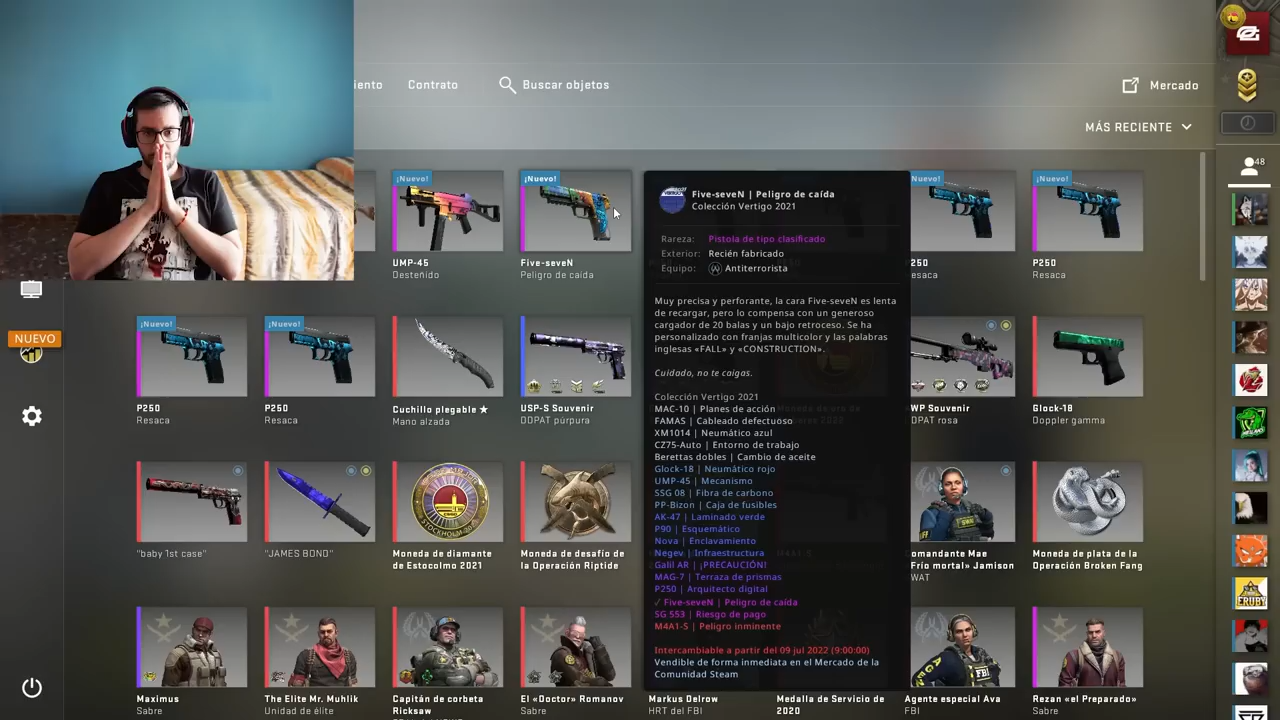 iento
Contrato
Buscar objetos
Mercado
MÁS RECIENTE
48
NUEVO
¡Nuevo!
UMP-45
Desteñido
¡Nuevo!
Five-seveN
Peligro de caída
¡Nuevo!
250
esaca
¡Nuevo!
P250
Resaca
Five-seveN | Peligro de caída
Colección Vertigo 2021
Rareza: Pistola de tipo clasificado
Exterior: Recién fabricado
Equipo: Antiterrorista
Muy precisa y perforante, la cara Five-seveN es lenta
de recargar, pero lo compensa con un generoso
cargador de 20 balas y un bajo retroceso. Se ha
personalizado con franjas multicolor y las palabras
inglesas «FALL» y «CONSTRUCTION».
Cuidado, no te caigas.
Colección Vertigo 2021
MAC-10 | Planes de acción
FAMAS | Cableado defectuoso
XM1014 | Neumático azul
CZ75-Auto | Entorno de trabajo
Berettas dobles | Cambio de aceite
Glock-18 | Neumático rojo
UMP-45 | Mecanismo
SSG 08 | Fibra de carbono
PP-Bizon | Caja de fusibles
AK-47 | Laminado verde
P90 | Esquemático
Nova | Enclavamiento
Negev | Infraestructura
Galil AR | ¡PRECAUCIÓN!
MAG-7 | Terraza de prismas
P250 | Arquitecto digital
✓ Five-seveN | Peligro de caída
SG 553 | Riesgo de pago
M4A1-S | Peligro inminente
Intercambiable a partir del 09 jul 2022 (9:00:00)
Vendible de forma inmediata en el Mercado de la
Comunidad Steam
¡Nuevo!
P250
Resaca
¡Nuevo!
P250
Resaca
Cuchillo plegable ★
Mano alzada
USP-S Souvenir
DDPAT púrpura
AWP Souvenir
DDPAT rosa
Glock-18
Doppler gamma
"baby 1st case"
"JAMES BOND"
Moneda de diamante
de Estocolmo 2021
Moneda de desafío de
la Operación Riptide
Comandante Mae
«Frío mortal» Jamison
WAT
Moneda de plata de la
Operación Broken Fang
Maximus
Sabre
The Elite Mr. Muhlik
Unidad de élite
Capitán de corbeta
Ricksaw
El «Doctor» Romanov
Sabre
Markus Delrow
HRT del FBI
Medalla de Servicio de
2020
Agente especial Ava
FBI
Rezan «el Preparado»
Sabre